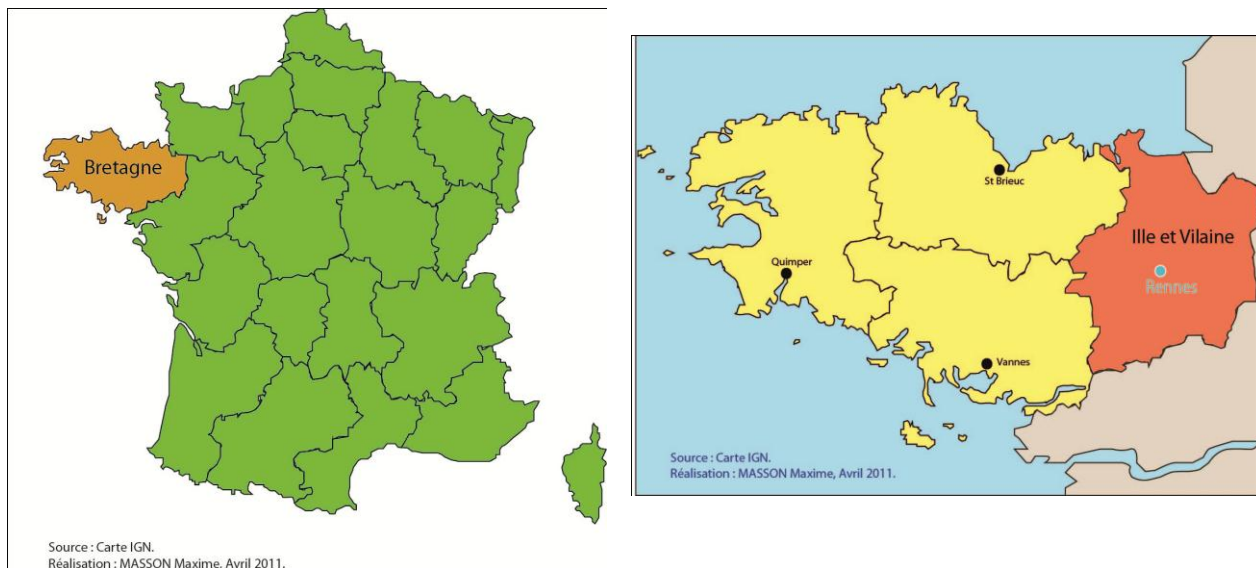 Bretagne
Source : Carte IGN.
Réalisation : MASSON Maxime, Avril 2011.
St Brieuc
Ille et Vilaine
Quimper
Rennes
Vannes
Source : Carte IGN.
Réalisation : MASSON Maxime, Avril 2011.